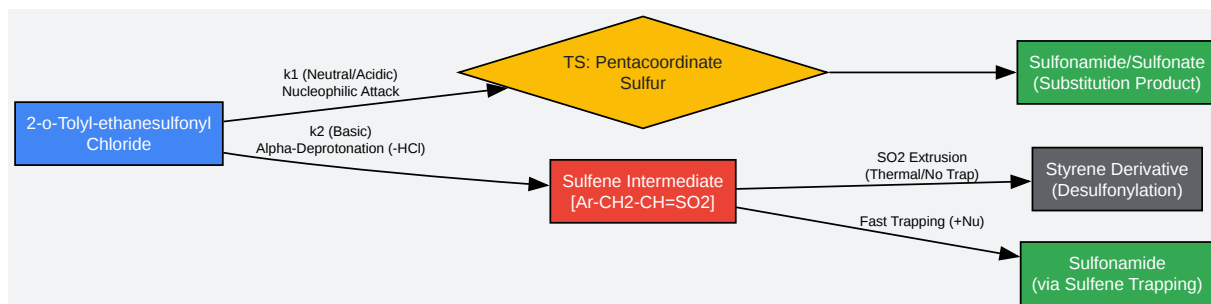 2-o-Tolyl-ethanesulfonyl
Chloride
k1 (Neutral/Acidic)
Nucleophilic Attack
k2 (Basic)
Alpha-Deprotonation (-HCl)
TS: Pentacoordinate
Sulfur
Sulfonamide/Sulfonate
(Substitution Product)
Sulfene Intermediate
[Ar-CH2-CH=SO2]
SO2 Extrusion
(Thermal/No Trap)
Styrene Derivative
(Desulfonylation)
Fast Trapping (+Nu)
Sulfonamide
(via Sulfene Trapping)